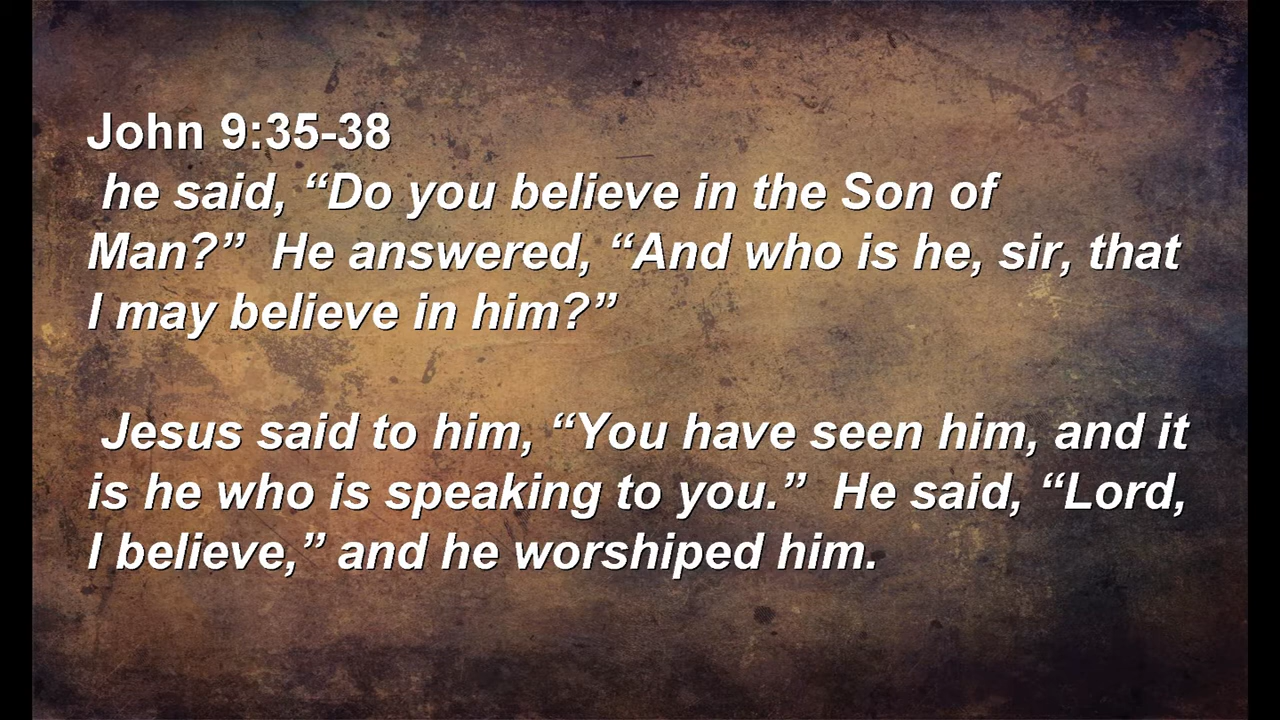 John 9:35-38
he said, “Do you believe in the Son of
Man?”  He answered, “And who is he, sir, that
I may believe in him?”
Jesus said to him, “You have seen him, and it
is he who is speaking to you.”  He said, “Lord,
I believe,” and he worshiped him.